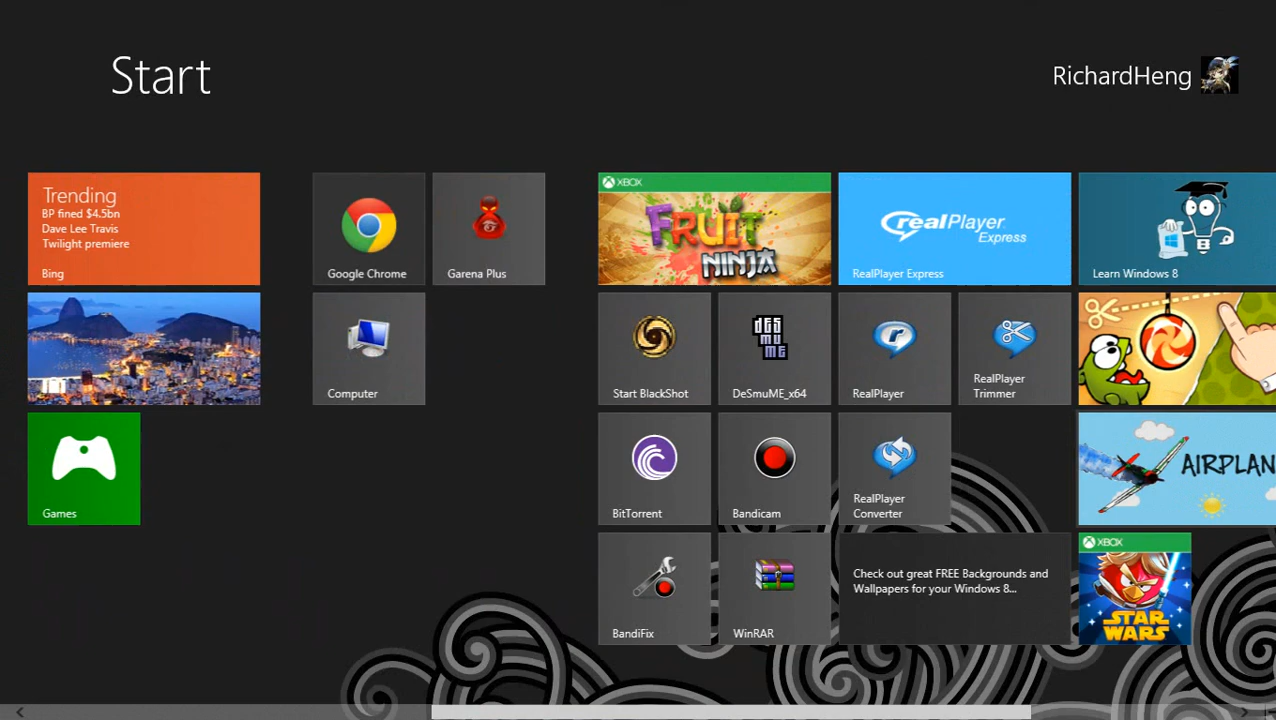 Start
RichardHeng
Trending
BP fined $4.5bn
Dave Lee Travis
Twilight premiere
Bing
Games
Google Chrome
Garena Plus
Computer
XBOX
FRUIT
NINJA
realPlayer
Express
RealPlayer Express
Learn Windows 8
Start BlackShot
DeSmuME
DeSmuME_x64
RealPlayer
RealPlayer
Trimmer
BitTorrent
Bandicam
RealPlayer
Converter
AIRPLAN
BandiFix
WinRAR
Check out great FREE Backgrounds and
Wallpapers for your Windows 8...
XBOX
STAR
WARS